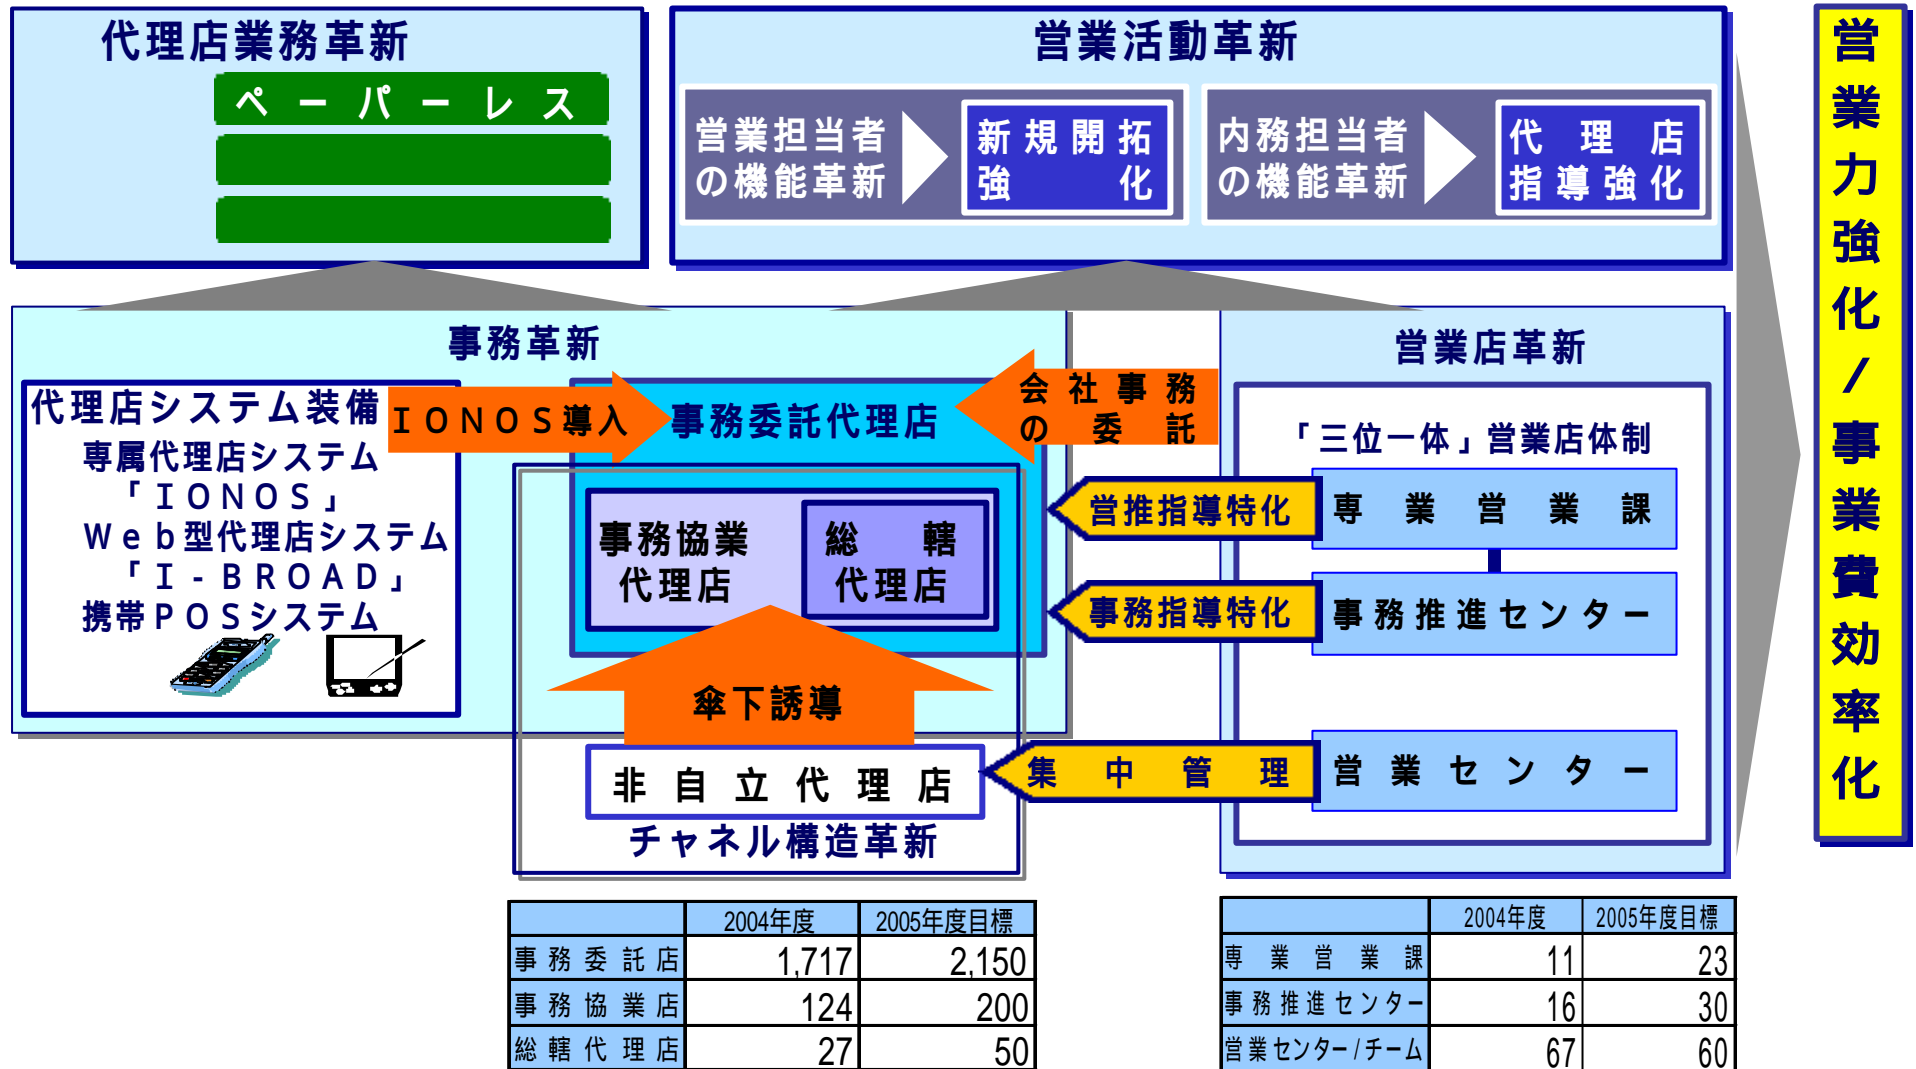 代理店業務革新
ペーパーレス
営業活動革新
営業担当者
の機能革新
新規開拓
強化
内務担当者
の機能革新
代理店
指導強化
営業力強化/事業費効率化
事務革新
代理店システム装備
専属代理店システム
「IONOS」
Web型代理店システム
「I-BROAD」
携帯POSシステム
IONOS導入
事務委託代理店
会社事務
の委託
事務協業
代理店
総轄
代理店
傘下誘導
非自立代理店
チャネル構造革新
営業店革新
「三位一体」営業店体制
営推指導特化
専業営業課
事務指導特化
事務推進センター
集中管理
営業センター
2004年度 2005年度目標
事務委託店 1,717 2,150
事務協業店 124 200
総轄代理店 27 50
2004年度 2005年度目標
専業営業課 11 23
事務推進センター 16 30
営業センター/チーム 67 60